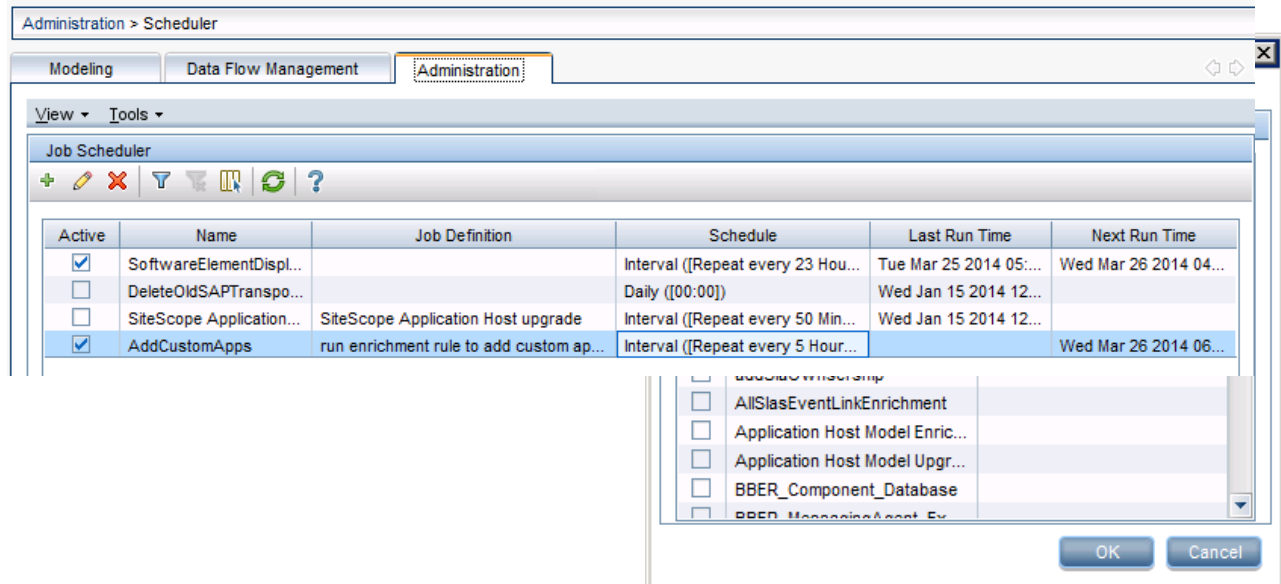 Administration > Scheduler
Modeling Data Flow Management Administration
View Tools
Job Scheduler
?
Active Name Job Definition Schedule Last Run Time Next Run Time
SoftwareElementDispl... Interval ([Repeat every 23 Hou... Tue Mar 25 2014 05:... Wed Mar 26 2014 04...
DeleteOldSAPTranspo... Daily ([00:00]) Wed Jan 15 2014 12...
SiteScope Application... SiteScope Application Host upgrade Interval ([Repeat every 50 Min... Wed Jan 15 2014 12...
AddCustomApps run enrichment rule to add custom ap... Interval ([Repeat every 5 Hour... Wed Mar 26 2014 06...
AllSlasEventLinkEnrichment
Application Host Model Enric...
Application Host Model Upgr...
BBER_Component_Database
OK Cancel